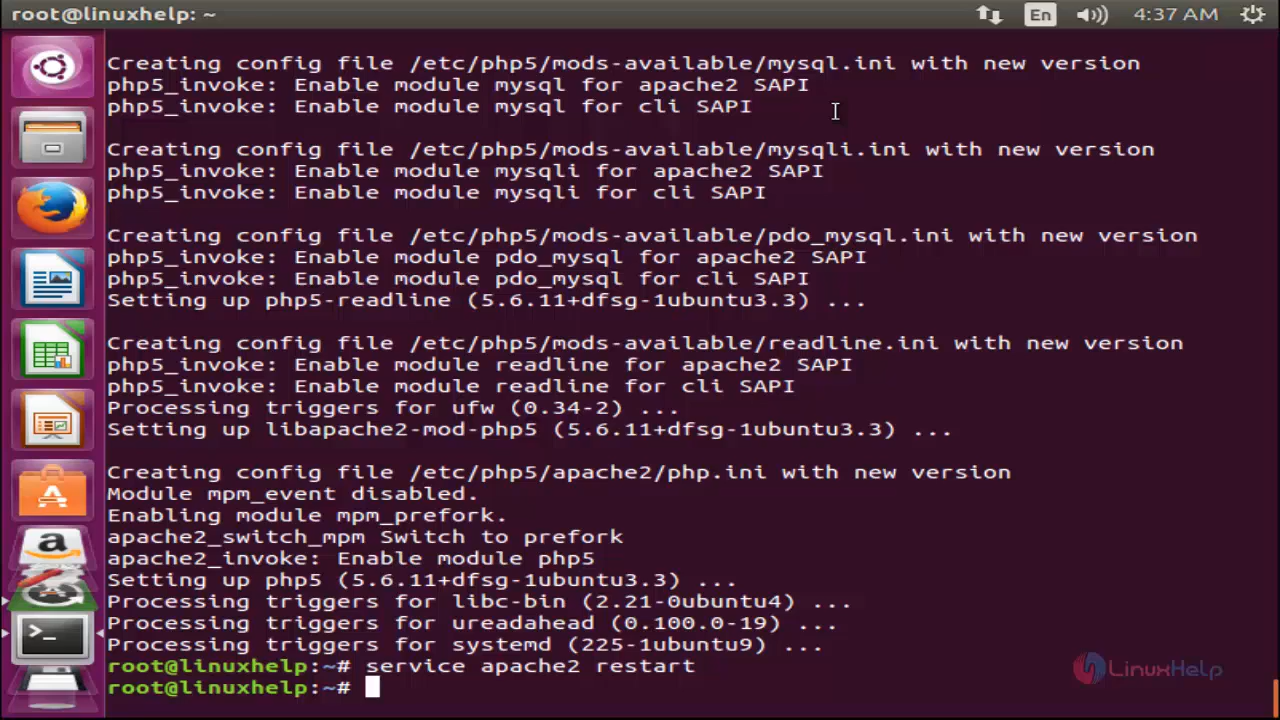 root@linuxhelp: ~
En
4:37 AM
Creating config file /etc/php5/mods-available/mysql.ini with new version
php5_invoke: Enable module mysql for apache2 SAPI
php5_invoke: Enable module mysql for cli SAPI
Creating config file /etc/php5/mods-available/mysqli.ini with new version
php5_invoke: Enable module mysqli for apache2 SAPI
php5_invoke: Enable module mysqli for cli SAPI
Creating config file /etc/php5/mods-available/pdo_mysql.ini with new version
php5_invoke: Enable module pdo_mysql for apache2 SAPI
php5_invoke: Enable module pdo_mysql for cli SAPI
Setting up php5-readline (5.6.11+dfsg-1ubuntu3.3) ...
Creating config file /etc/php5/mods-available/readline.ini with new version
php5_invoke: Enable module readline for apache2 SAPI
php5_invoke: Enable module readline for cli SAPI
Processing triggers for ufw (0.34-2) ...
Setting up libapache2-mod-php5 (5.6.11+dfsg-1ubuntu3.3) ...
Creating config file /etc/php5/apache2/php.ini with new version
Module mpm_event disabled.
Enabling module mpm_prefork.
apache2_switch_mpm Switch to prefork
apache2_invoke: Enable module php5
Setting up php5 (5.6.11+dfsg-1ubuntu3.3) ...
Processing triggers for libc-bin (2.21-0ubuntu4) ...
Processing triggers for ureadahead (0.100.0-19) ...
Processing triggers for systemd (225-1ubuntu9) ...
root@linuxhelp:~# service apache2 restart
root@linuxhelp:~#
LinuxHelp